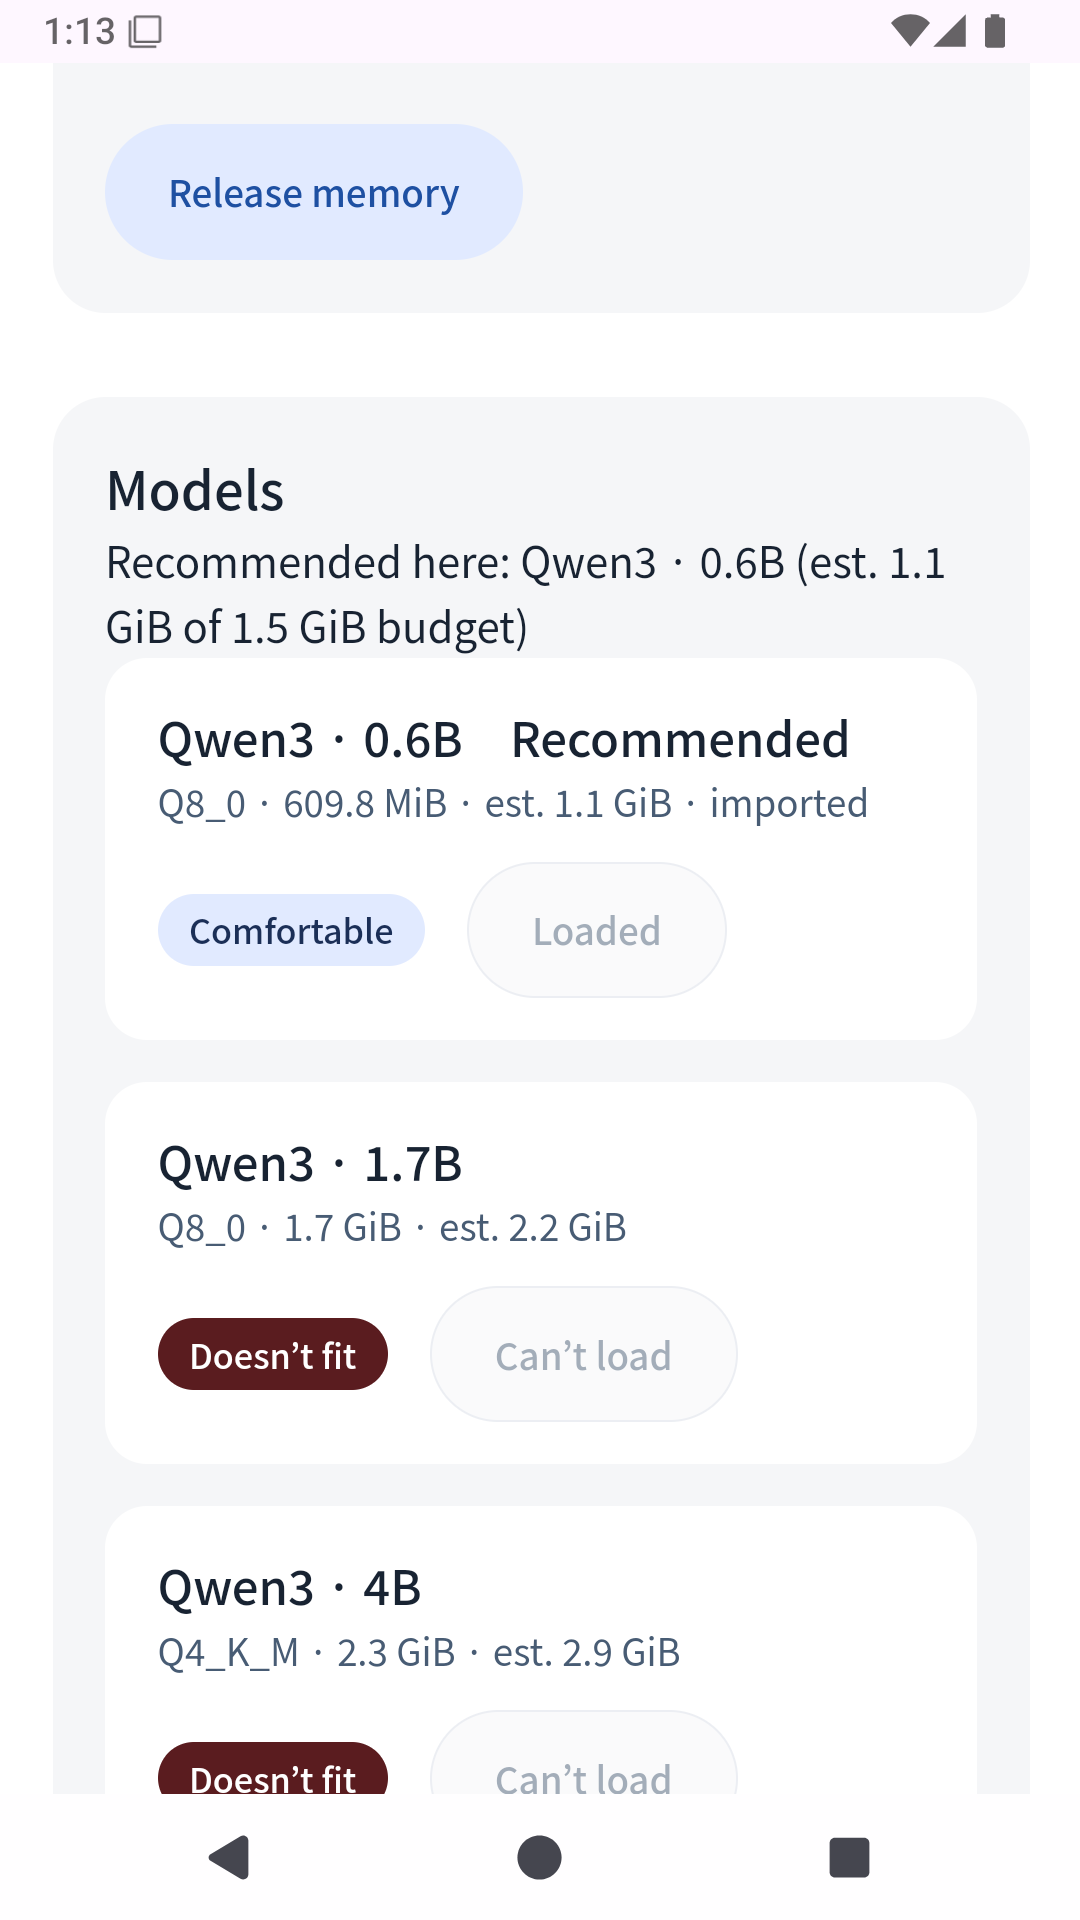 1:13
Release memory
Models
Recommended here: Qwen3 · 0.6B (est. 1.1
GiB of 1.5 GiB budget)
Qwen3 · 0.6B Recommended
Q8_0 · 609.8 MiB · est. 1.1 GiB · imported
Comfortable Loaded
Qwen3 · 1.7B
Q8_0 · 1.7 GiB · est. 2.2 GiB
Doesn’t fit Can’t load
Qwen3 · 4B
Q4_K_M · 2.3 GiB · est. 2.9 GiB
Doesn’t fit Can’t load